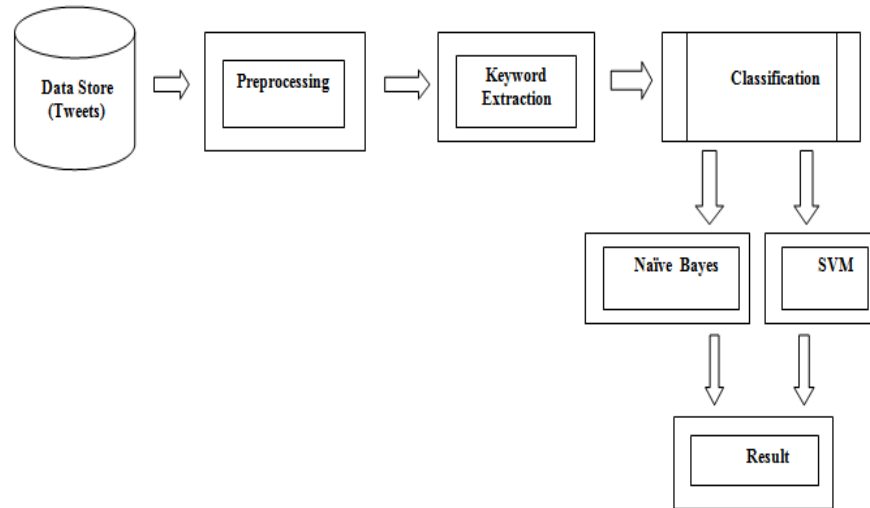 Data Store
(Tweets)
Preprocessing
Keyword
Extraction
Classification
Naïve Bayes
SVM
Result